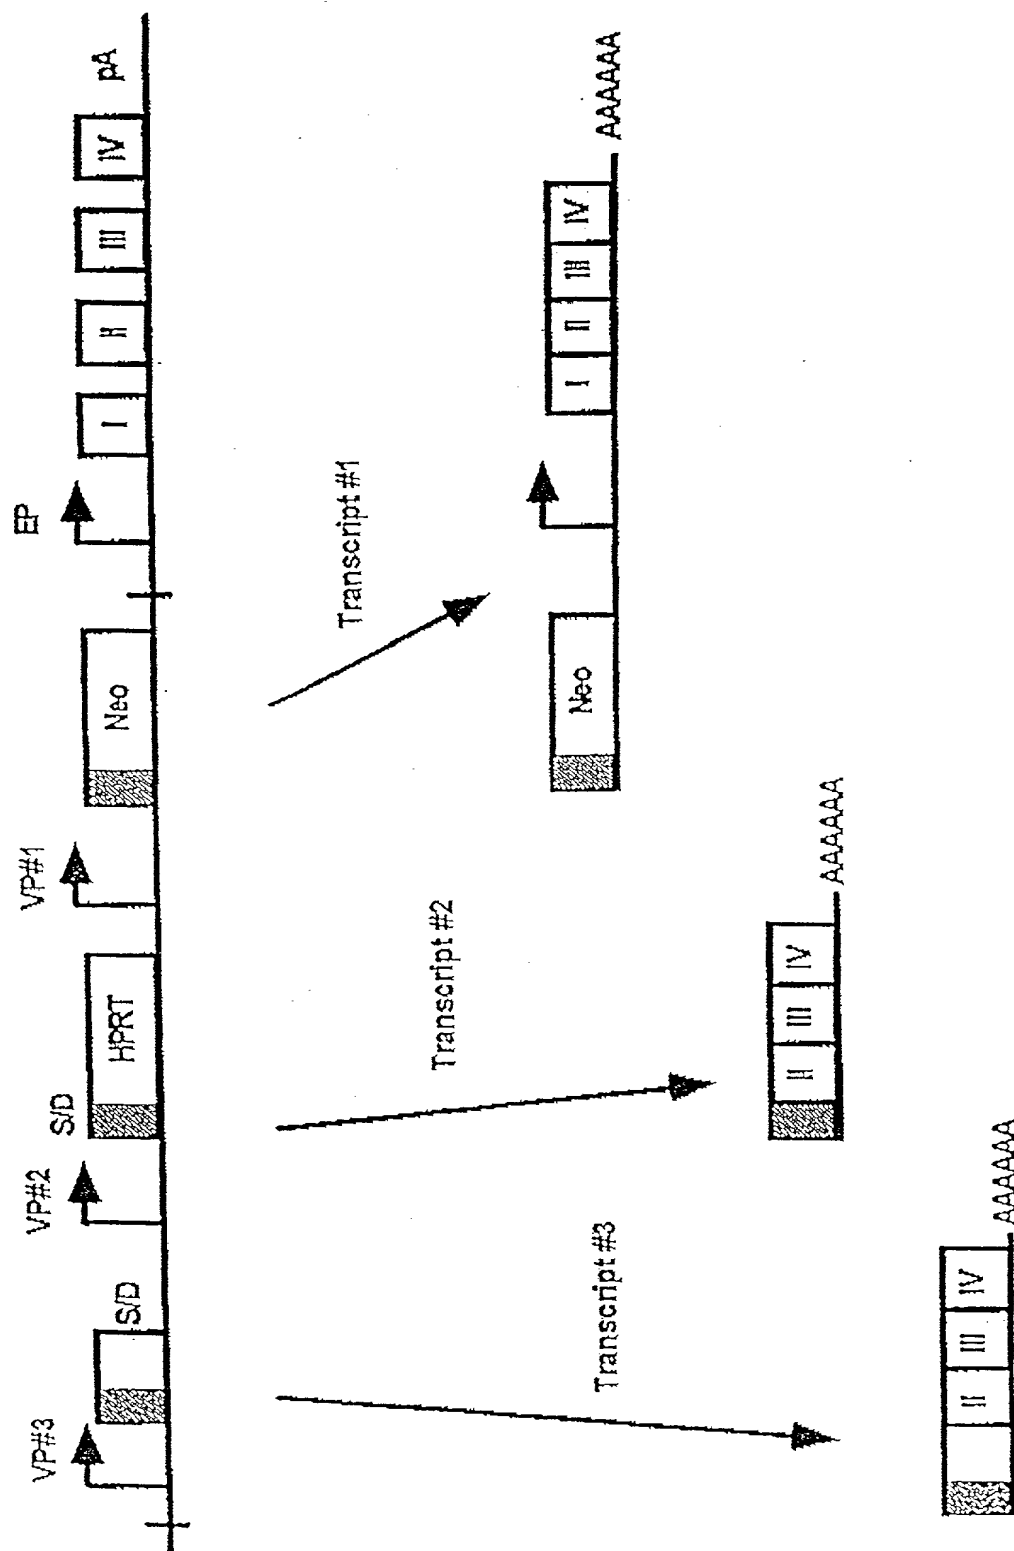 VP#3
S/D
VP#2
S/D
HPRT
VP#1
Neo
EP
I
II
III
IV
pA
Transcript #3
Transcript #2
Transcript #1
Neo
I
II
III
IV
AAAAAA
II
III
IV
AAAAAA
II
III
IV
AAAAAA